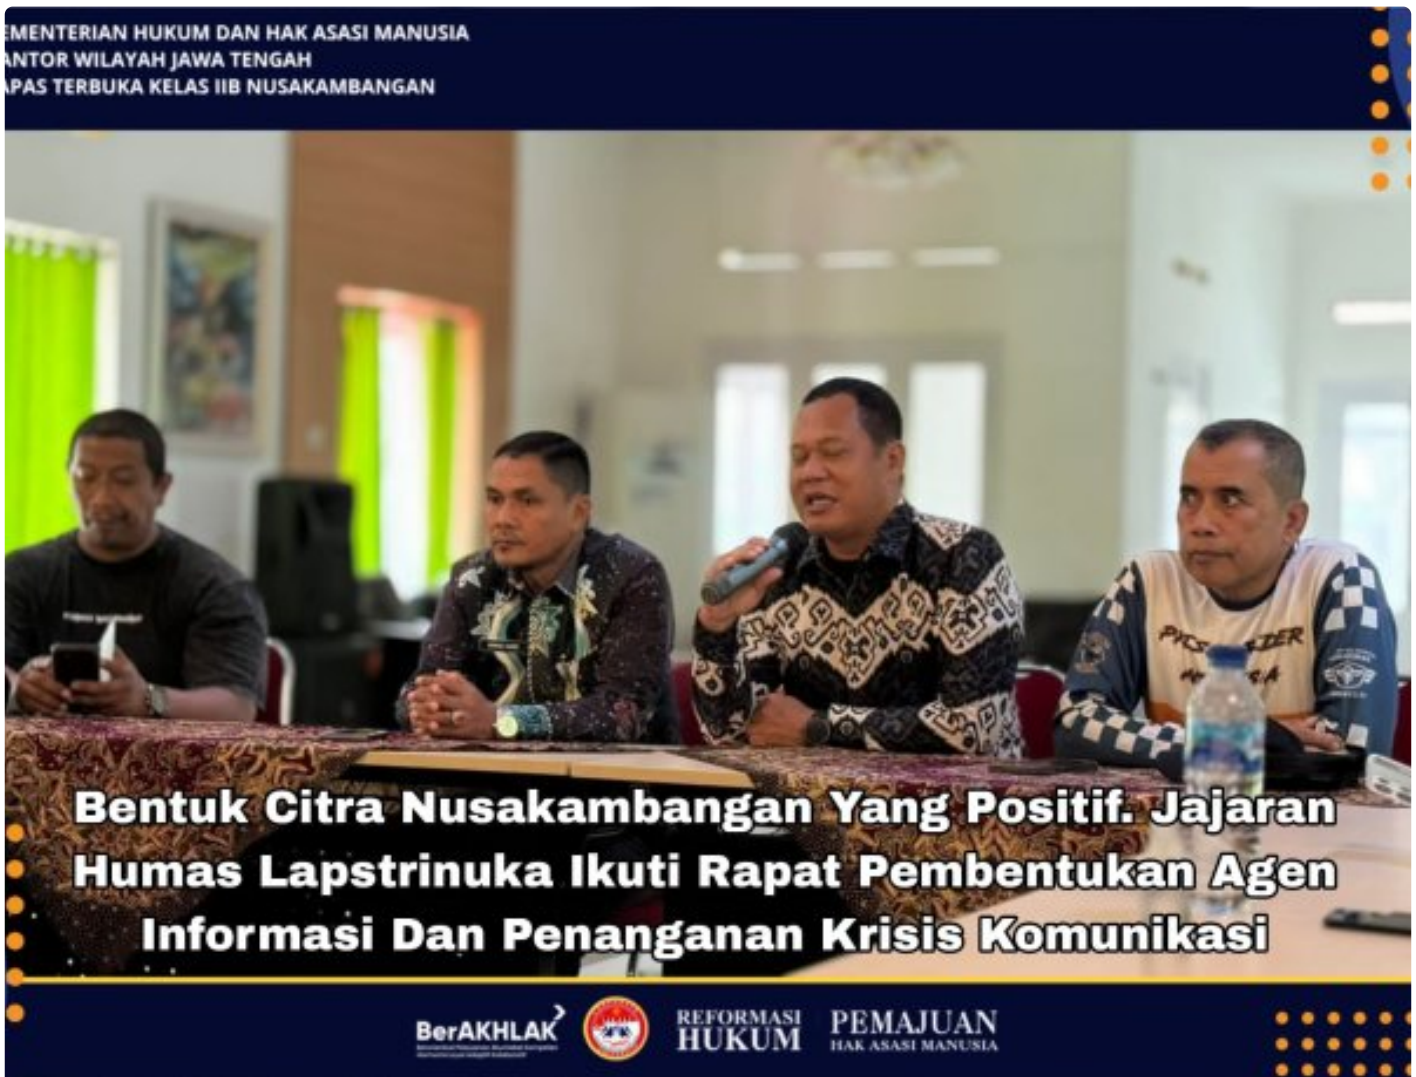 EMENTERIAN HUKUM DAN HAK ASASI MANUSIA
ANTOR WILAYAH JAWA TENGAH
APAS TERBUKA KELAS IIB NUSAKAMBANGAN
Bentuk Citra Nusakambangan Yang Positif. Jajaran
Humas Lapstrinuka Ikuti Rapat Pembentukan Agen
Informasi Dan Penanganan Krisis Komunikasi
BerAKHLAK
REFORMASI
HUKUM
PEMAJUAN
HAK ASASI MANUSIA